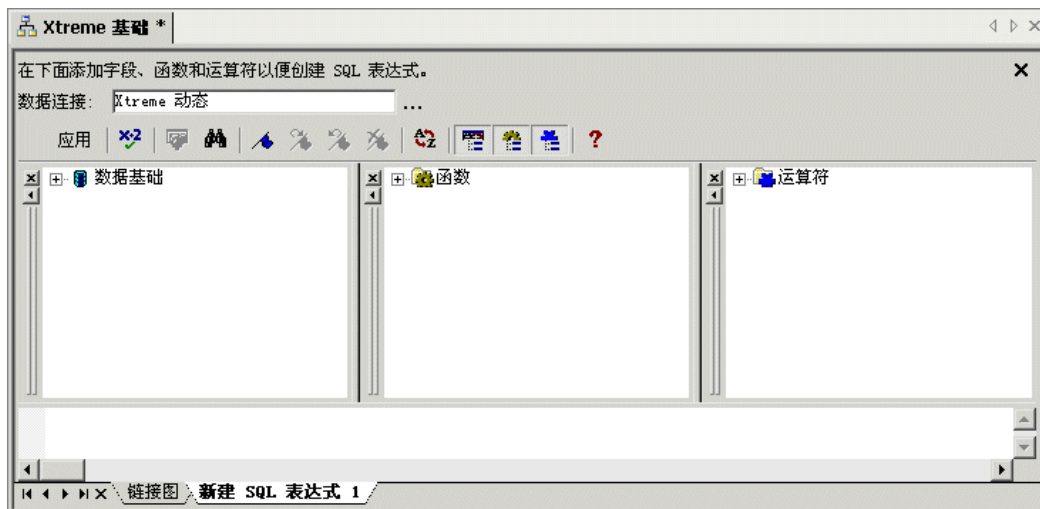 Xtreme 基础 *
在下面添加字段、函数和运算符以便创建 SQL 表达式。
数据连接: Xtreme 动态 ...
应用
数据基础 函数 运算符
链接图 新建 SQL 表达式 1